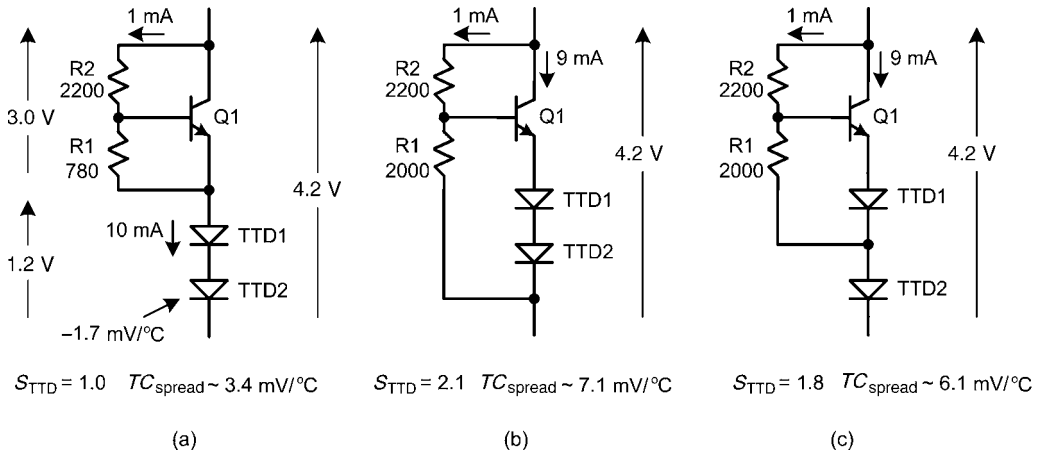 1 mA
R2
2200
3.0 V
Q1
R1
780
4.2 V
10 mA
TTD1
1.2 V
TTD2
–1.7 mV/°C
S_TTD = 1.0 TC_spread ~ 3.4 mV/°C
(a)
1 mA
9 mA
R2
2200
Q1
R1
2000
4.2 V
TTD1
TTD2
S_TTD = 2.1 TC_spread ~ 7.1 mV/°C
(b)
1 mA
9 mA
R2
2200
Q1
R1
2000
4.2 V
TTD1
TTD2
S_TTD = 1.8 TC_spread ~ 6.1 mV/°C
(c)